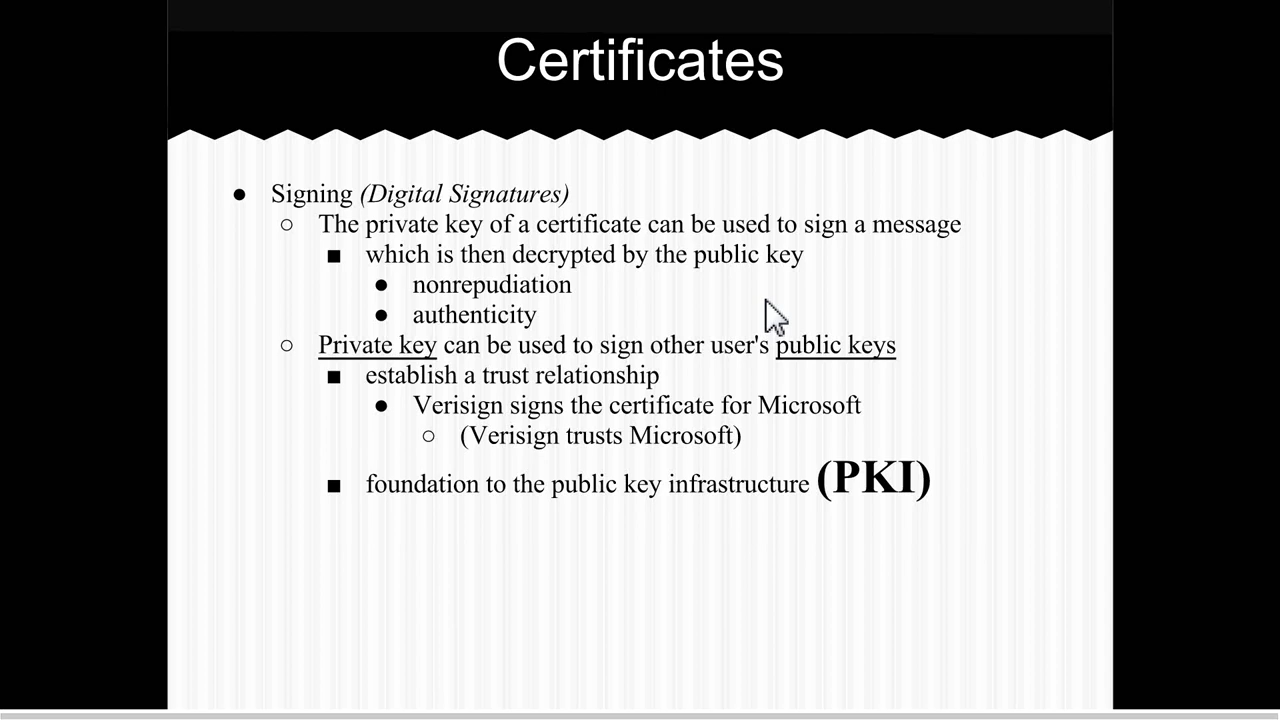 Certificates
● Signing (Digital Signatures)
○ The private key of a certificate can be used to sign a message
■ which is then decrypted by the public key
● nonrepudiation
● authenticity
○ Private key can be used to sign other user's public keys
■ establish a trust relationship
● Verisign signs the certificate for Microsoft
○ (Verisign trusts Microsoft)
■ foundation to the public key infrastructure (PKI)